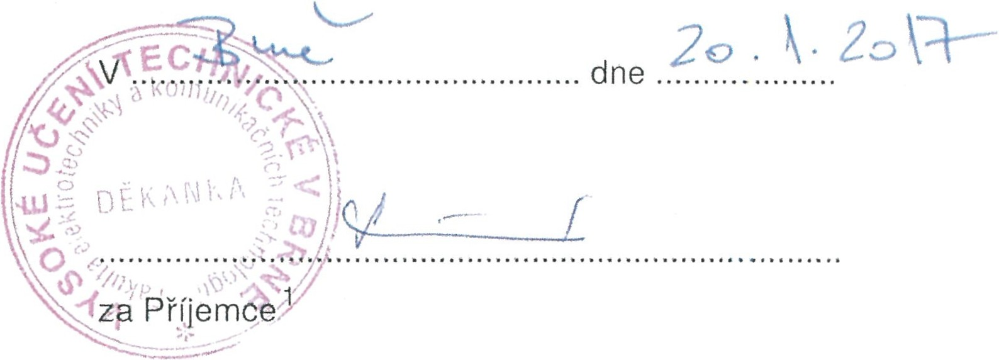 V Brně dne 20.1.2017
VYSOKÉ UČENÍ TECHNICKÉ V BRNĚ
Fakulta elektrotechniky a komunikačních technologií
DĚKANKA
*
za Příjemce 1